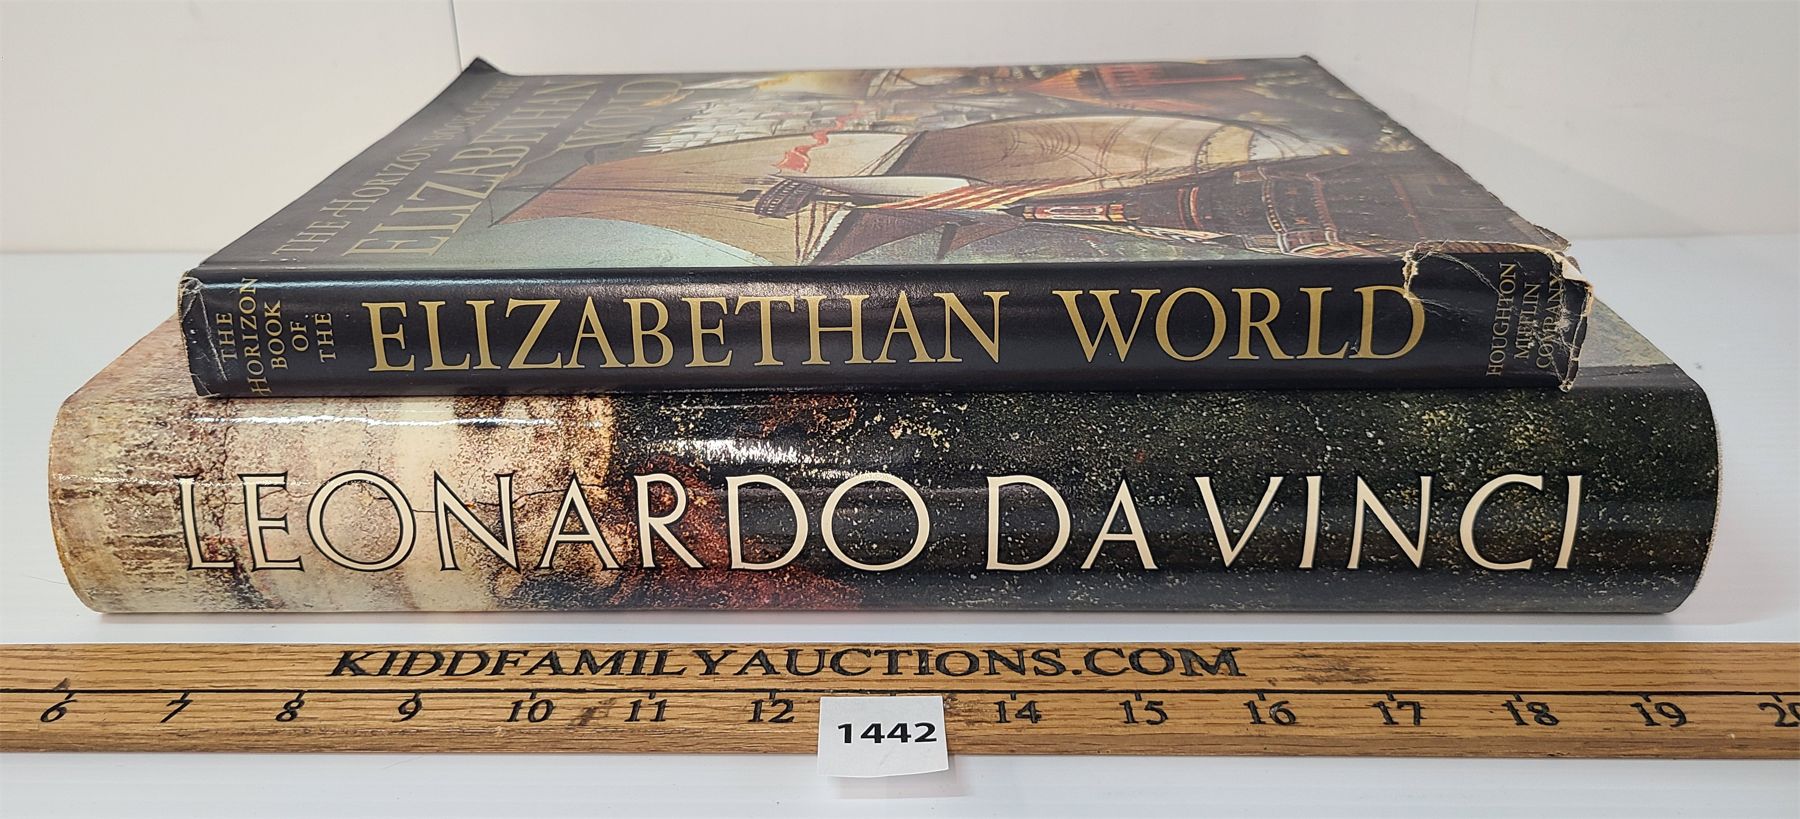 THE HORIZON BOOK OF THE
ELIZABETHAN
WORLD
THE
HORIZON
BOOK
OF
THE
ELIZABETHAN WORLD
HOUGHTON
MIFFLIN
COMPANY
LEONARDO DA VINCI
KIDDFAMILYAUCTIONS.COM
6 7 8 9 10 11 12 14 15 16 17 18 19 20
1442